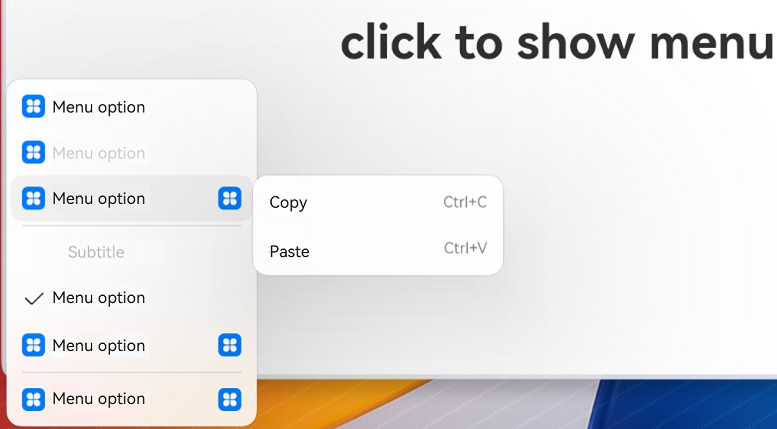 click to show menu
Menu option
Menu option
Menu option
Copy Ctrl+C
Paste Ctrl+V
Subtitle
Menu option
Menu option
Menu option